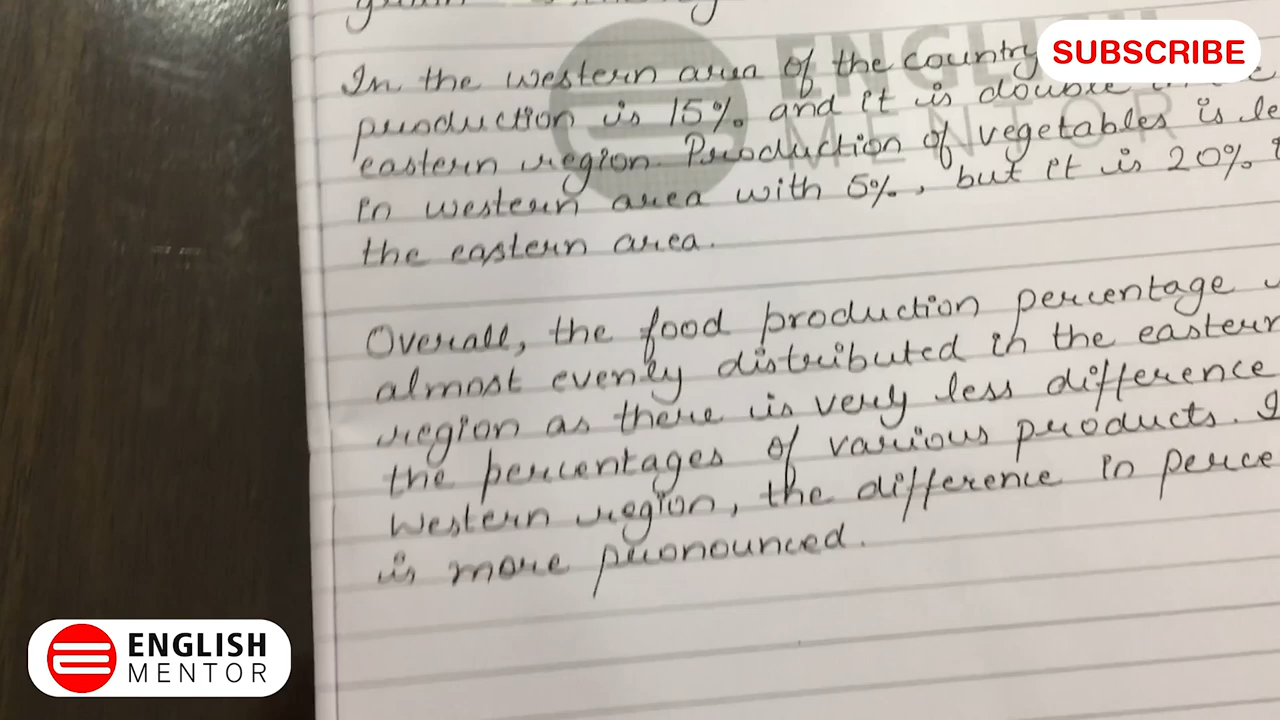 In the western area of the country
SUBSCRIBE
production is 15% and it is double
eastern region. Production of vegetables is le
in western area with 5%, but it is 20%
the eastern area.
Overall, the food production percentage
almost evenly distributed in the eastern
region as there is very less difference
the percentages of various products.
Western region, the difference in perce
is more pronounced.
ENGLISH
MENTOR
ENGLISH
MENTOR